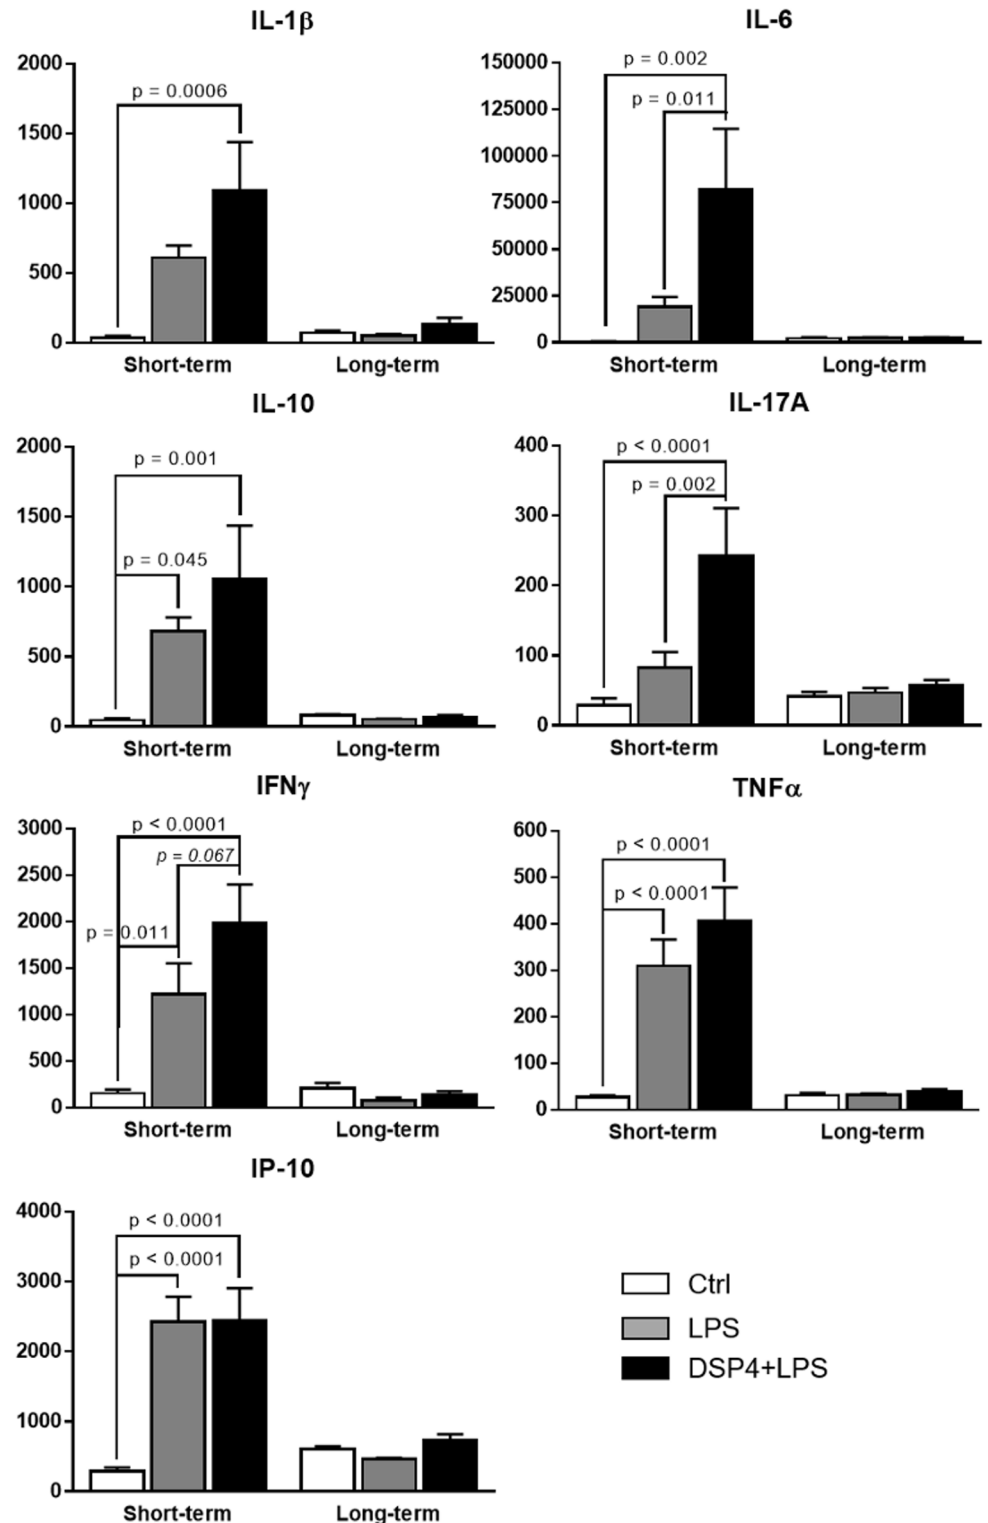 IL-1β
2000
1500
1000
500
0
p = 0.0006
Short-term Long-term
IL-6
150000
125000
100000
75000
50000
25000
0
p = 0.002
p = 0.011
Short-term Long-term
IL-10
2000
1500
1000
500
0
p = 0.001
p = 0.045
Short-term Long-term
IL-17A
400
300
200
100
0
p < 0.0001
p = 0.002
Short-term Long-term
IFNγ
3000
2500
2000
1500
1000
500
0
p < 0.0001
p = 0.067
p = 0.011
Short-term Long-term
TNFα
600
500
400
300
200
100
0
p < 0.0001
p < 0.0001
Short-term Long-term
IP-10
4000
3000
2000
1000
0
p < 0.0001
p < 0.0001
Short-term Long-term
Ctrl
LPS
DSP4+LPS